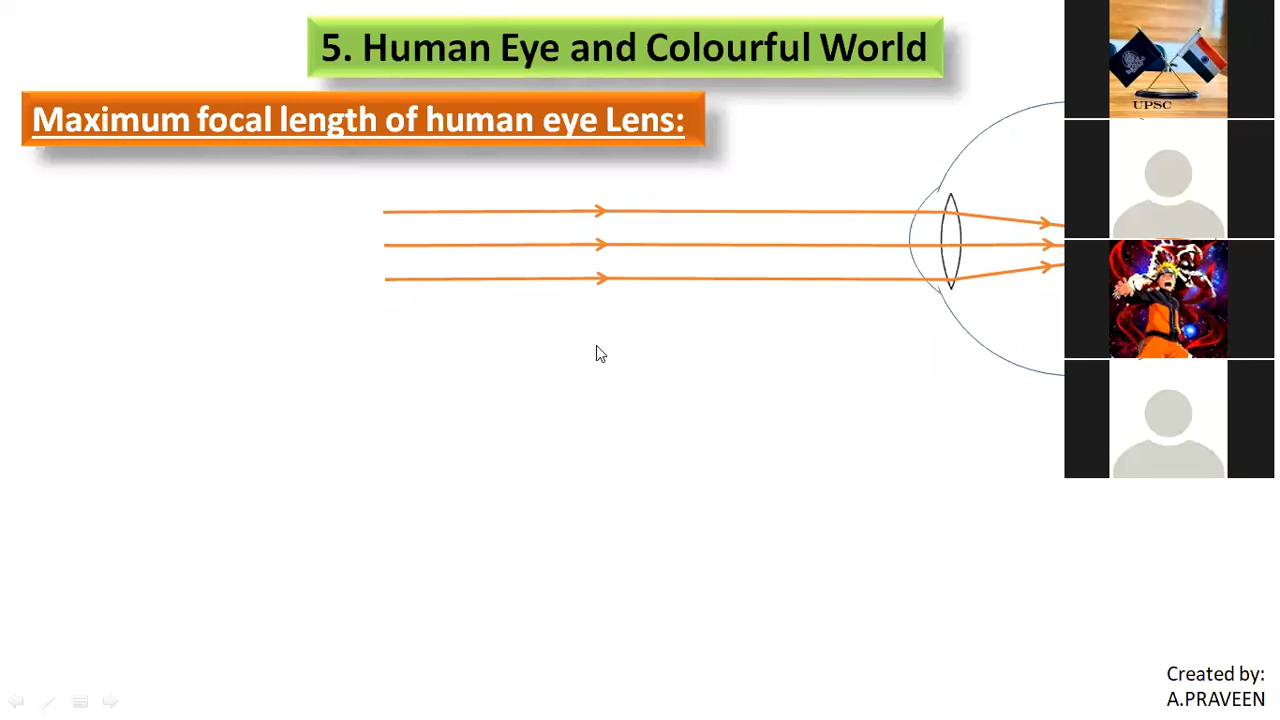 5. Human Eye and Colourful World
Maximum focal length of human eye Lens:
UPSC
Created by:
A.PRAVEEN